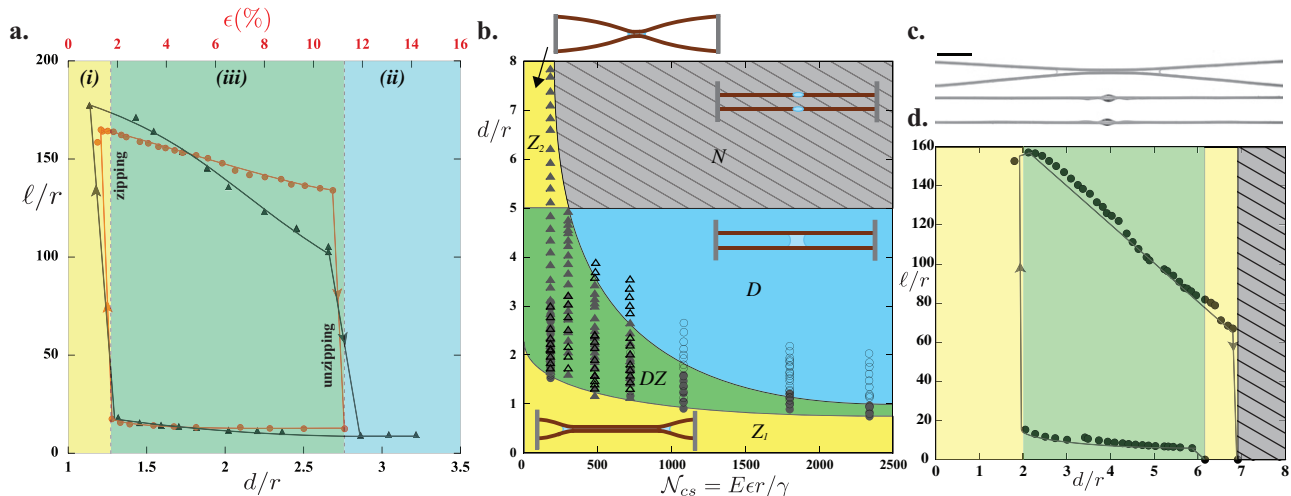 a.
ϵ(%)
0 2 4 6 8 10 12 14 16
(i) (iii) (ii)
200
150
100
50
0
ℓ/r
zipping
unzipping
1 1.5 2 2.5 3 3.5
d/r
b.
8
7
6
5
4
3
2
1
0
d/r
Z2
N
D
DZ
Z1
0 500 1000 1500 2000 2500
𝒩cs = Eϵr/γ
c.
d.
160
140
120
100
80
60
40
20
0
ℓ/r
0 1 2 3 4 5 6 7 8
d/r